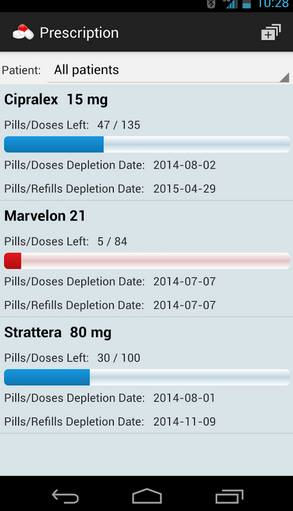 10:28
Prescription
Patient: All patients
Cipralex 15 mg
Pills/Doses Left: 47 / 135
Pills/Doses Depletion Date: 2014-08-02
Pills/Refills Depletion Date: 2015-04-29
Marvelon 21
Pills/Doses Left: 5 / 84
Pills/Doses Depletion Date: 2014-07-07
Pills/Refills Depletion Date: 2014-07-07
Strattera 80 mg
Pills/Doses Left: 30 / 100
Pills/Doses Depletion Date: 2014-08-01
Pills/Refills Depletion Date: 2014-11-09